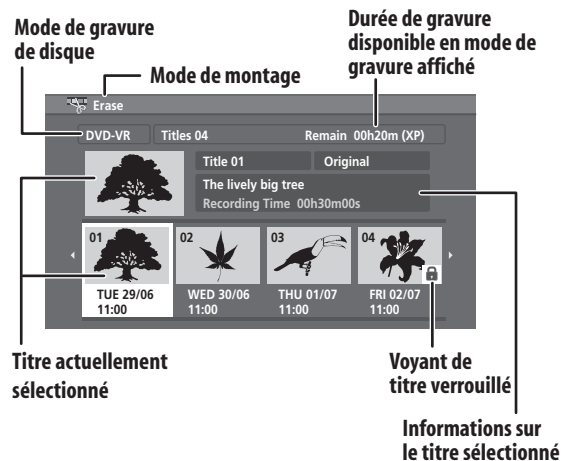 Mode de gravure
de disque
Mode de montage
Durée de gravure
disponible en mode de
gravure affiché
Erase
DVD-VR
Titles 04
Remain 00h20m (XP)
Title 01
Original
The lively big tree
Recording Time 00h30m00s
01
02
03
04
TUE 29/06
11:00
WED 30/06
11:00
THU 01/07
11:00
FRI 02/07
11:00
Titre actuellement
sélectionné
Voyant de
titre verrouillé
Informations sur
le titre sélectionné